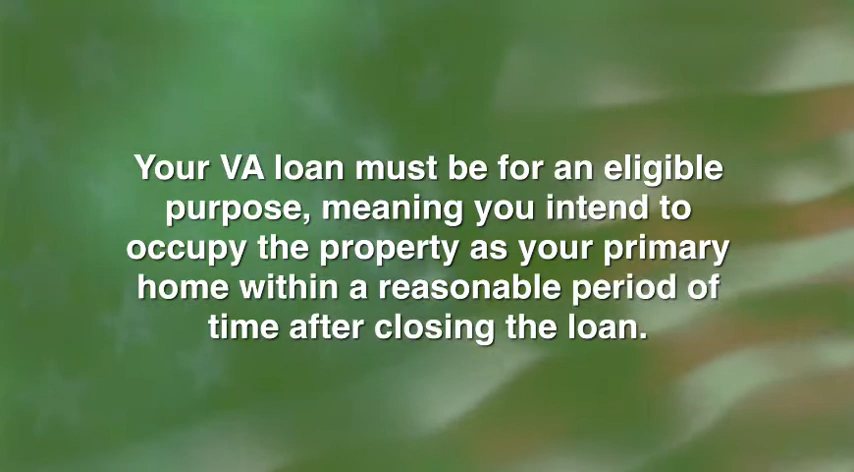 Your VA loan must be for an eligible
purpose, meaning you intend to
occupy the property as your primary
home within a reasonable period of
time after closing the loan.